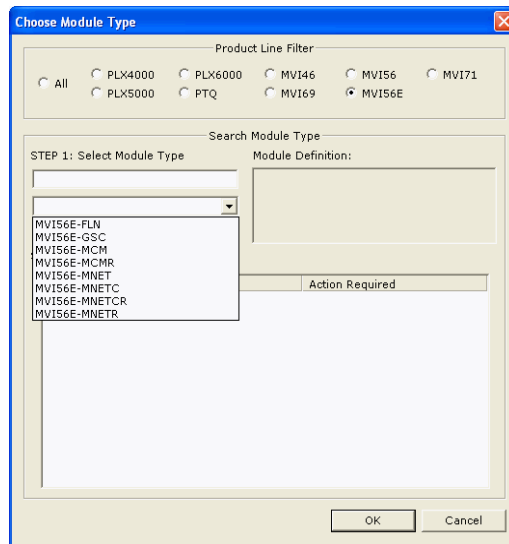 Choose Module Type
Product Line Filter
All
PLX4000 PLX6000 MVI46 MVI56 MVI71
PLX5000 PTQ MVI69 MVI56E
Search Module Type
STEP 1: Select Module Type Module Definition:
MVI56E-FLN
MVI56E-GSC
MVI56E-MCM
MVI56E-MCMR
MVI56E-MNET
MVI56E-MNETC
MVI56E-MNETCR
MVI56E-MNETR
Action Required
OK Cancel